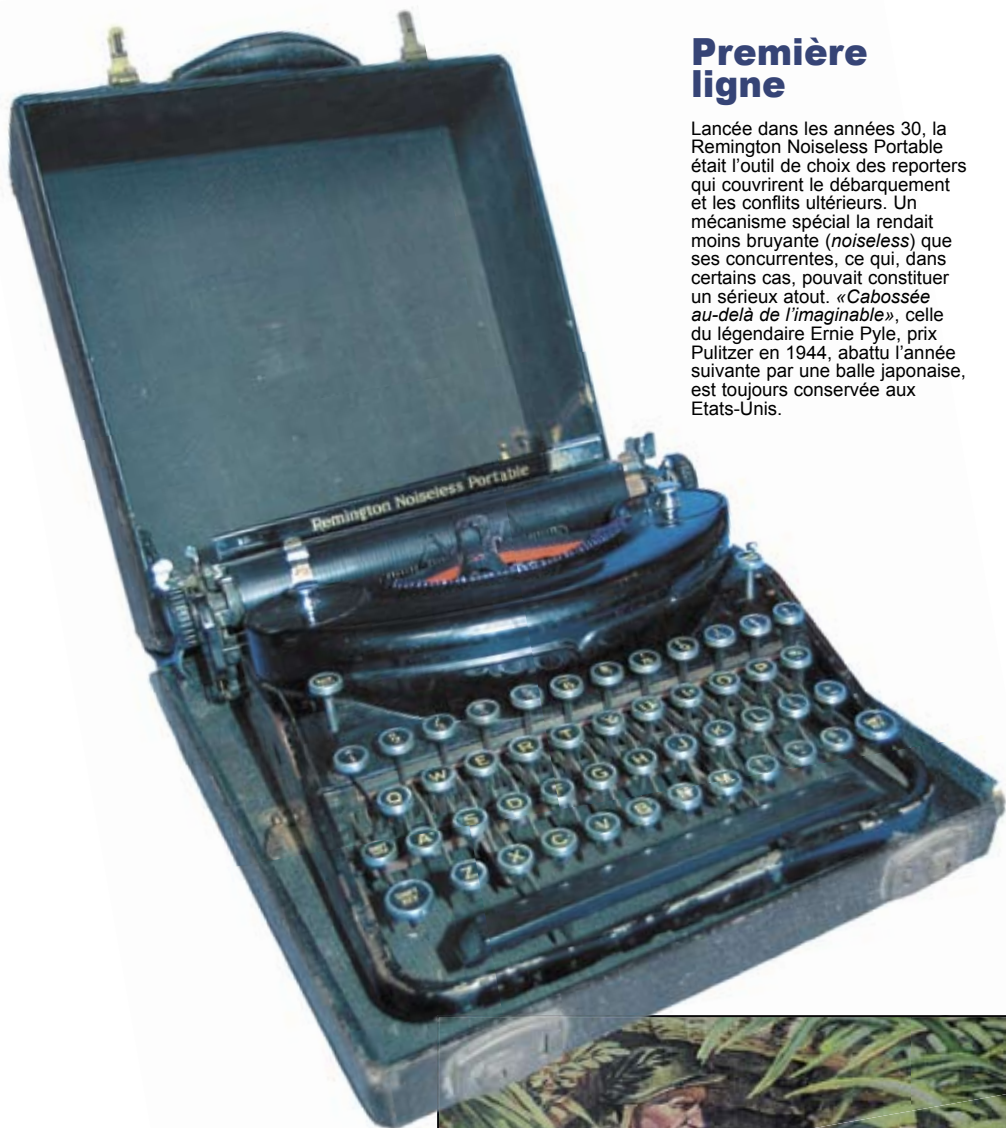 Première
ligne
Lancée dans les années 30, la
Remington Noiseless Portable
était l’outil de choix des reporters
qui couvrirent le débarquement
et les conflits ultérieurs. Un
mécanisme spécial la rendait
moins bruyante (noiseless) que
ses concurrentes, ce qui, dans
certains cas, pouvait constituer
un sérieux atout. «Cabossée
au-delà de l’imaginable», celle
du légendaire Ernie Pyle, prix
Pulitzer en 1944, abattu l’année
suivante par une balle japonaise,
est toujours conservée aux
Etats-Unis.
Remington Noiseless Portable
Q W E R T Y U I O P
A S D F G H J K L
Z X C V B N M